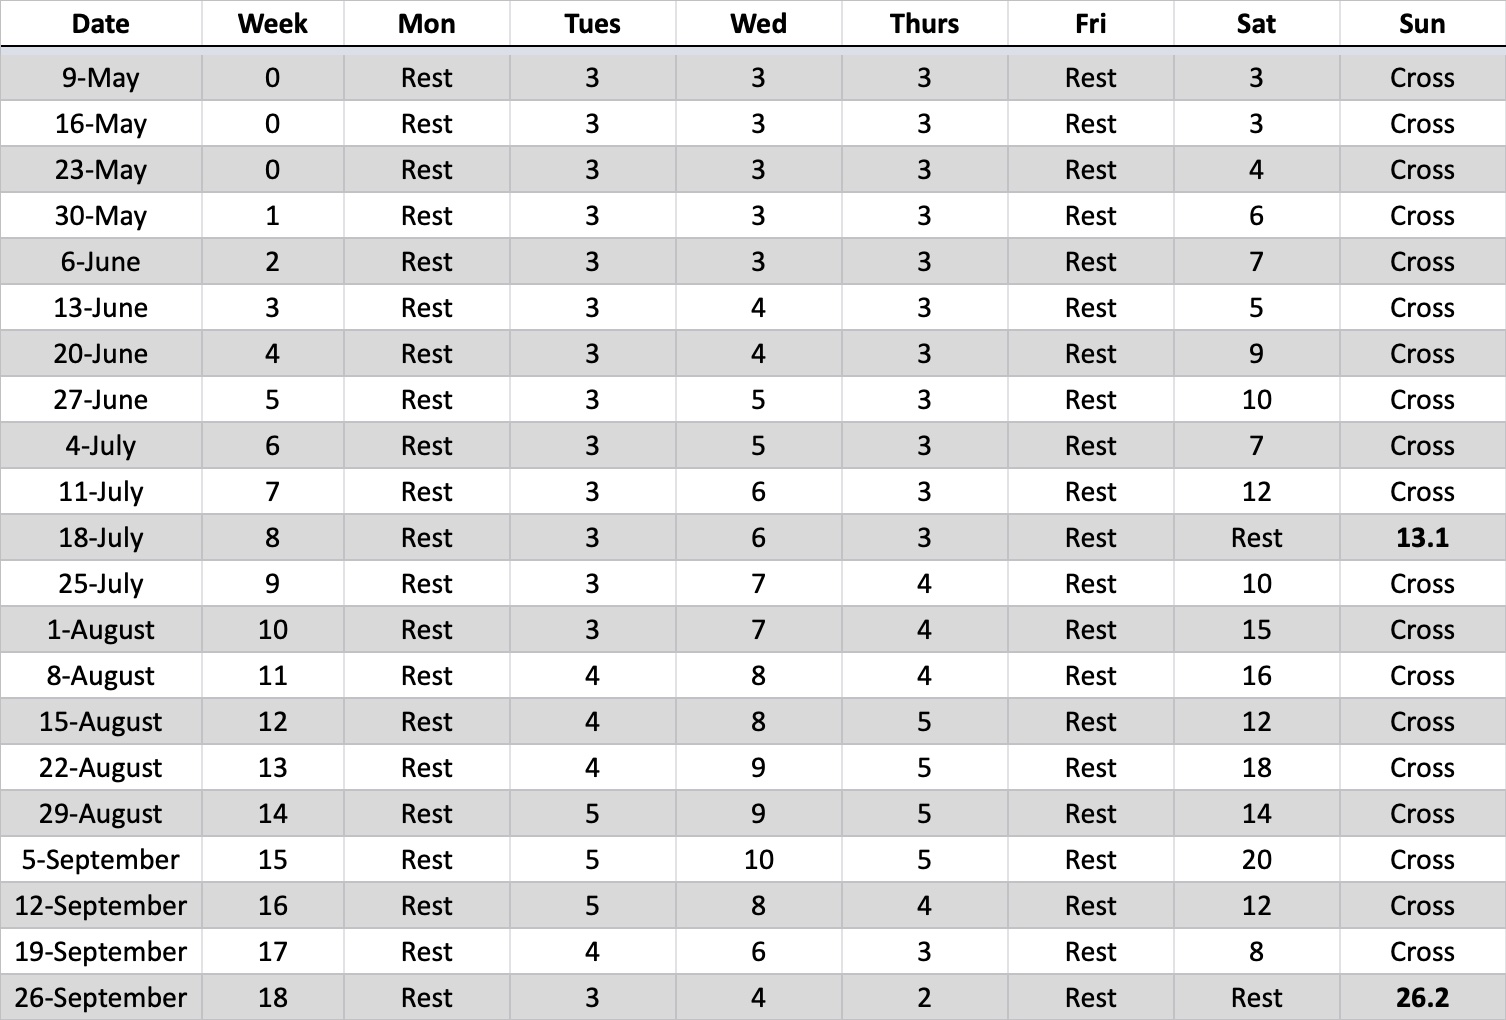 Date Week Mon Tues Wed Thurs Fri Sat Sun
9-May 0 Rest 3 3 3 Rest 3 Cross
16-May 0 Rest 3 3 3 Rest 3 Cross
23-May 0 Rest 3 3 3 Rest 4 Cross
30-May 1 Rest 3 3 3 Rest 6 Cross
6-June 2 Rest 3 3 3 Rest 7 Cross
13-June 3 Rest 3 4 3 Rest 5 Cross
20-June 4 Rest 3 4 3 Rest 9 Cross
27-June 5 Rest 3 5 3 Rest 10 Cross
4-July 6 Rest 3 5 3 Rest 7 Cross
11-July 7 Rest 3 6 3 Rest 12 Cross
18-July 8 Rest 3 6 3 Rest Rest 13.1
25-July 9 Rest 3 7 4 Rest 10 Cross
1-August 10 Rest 3 7 4 Rest 15 Cross
8-August 11 Rest 4 8 4 Rest 16 Cross
15-August 12 Rest 4 8 5 Rest 12 Cross
22-August 13 Rest 4 9 5 Rest 18 Cross
29-August 14 Rest 5 9 5 Rest 14 Cross
5-September 15 Rest 5 10 5 Rest 20 Cross
12-September 16 Rest 5 8 4 Rest 12 Cross
19-September 17 Rest 4 6 3 Rest 8 Cross
26-September 18 Rest 3 4 2 Rest Rest 26.2